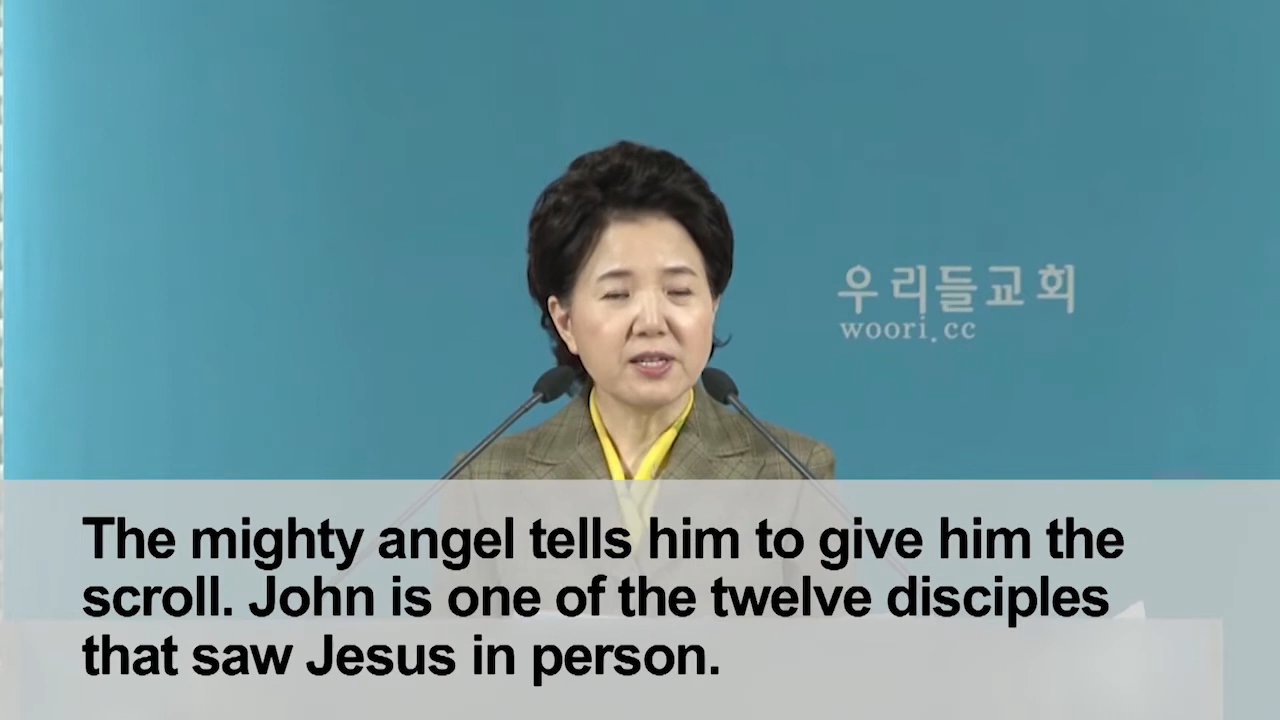 우리들교회
woori.cc
The mighty angel tells him to give him the
scroll. John is one of the twelve disciples
that saw Jesus in person.